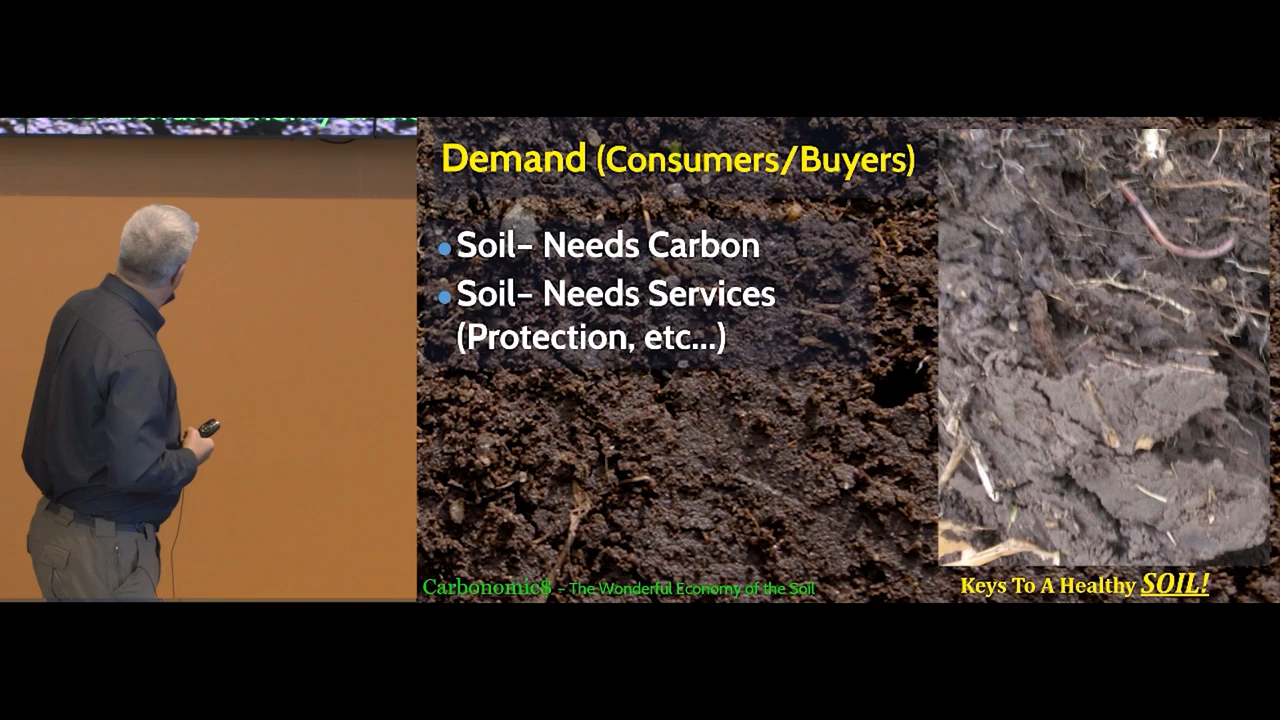 Demand (Consumers/Buyers)
Soil– Needs Carbon
Soil– Needs Services
(Protection, etc...)
Carbonomic$ – The Wonderful Economy of the Soil
Keys To A Healthy SOIL!